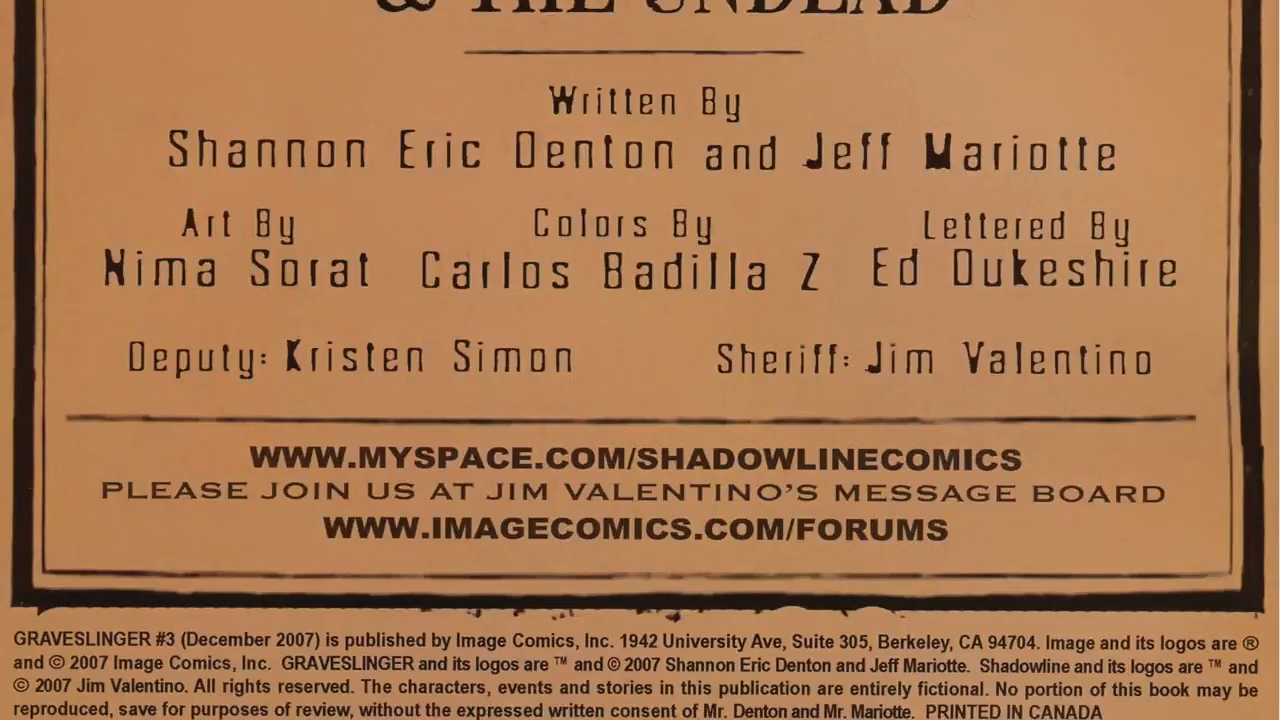 & THE UNDEAD
Written By
Shannon Eric Denton and Jeff Mariotte
Art By Colors By Lettered By
Nima Sorat Carlos Badilla Z Ed Dukeshire
Deputy: Kristen Simon Sheriff: Jim Valentino
WWW.MYSPACE.COM/SHADOWLINECOMICS
PLEASE JOIN US AT JIM VALENTINO'S MESSAGE BOARD
WWW.IMAGECOMICS.COM/FORUMS
GRAVESLINGER #3 (December 2007) is published by Image Comics, Inc. 1942 University Ave, Suite 305, Berkeley, CA 94704. Image and its logos are ®
and © 2007 Image Comics, Inc. GRAVESLINGER and its logos are ™ and © 2007 Shannon Eric Denton and Jeff Mariotte. Shadowline and its logos are ™ and
© 2007 Jim Valentino. All rights reserved. The characters, events and stories in this publication are entirely fictional. No portion of this book may be
reproduced, save for purposes of review, without the expressed written consent of Mr. Denton and Mr. Mariotte. PRINTED IN CANADA